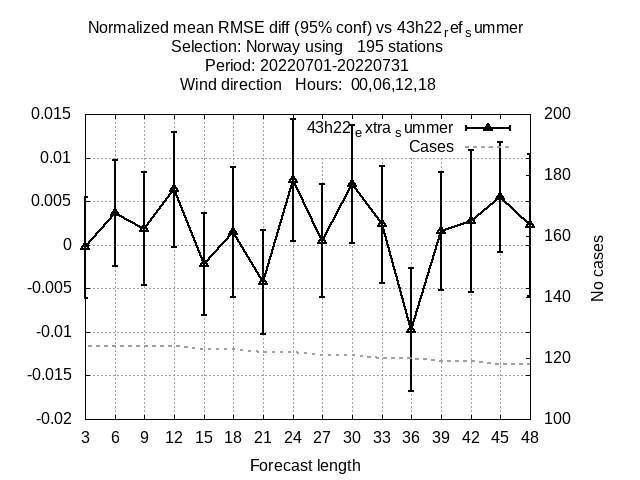 Normalized mean RMSE diff (95% conf) vs 43h22refsummer
Selection: Norway using 195 stations
Period: 20220701-20220731
Wind direction Hours: 00,06,12,18
0.015 200
43h22extrasummer
Cases
0.01 180
0.005
0 160
No cases
-0.005 140
-0.01
-0.015 120
-0.02 100
3 6 9 12 15 18 21 24 27 30 33 36 39 42 45 48
Forecast length